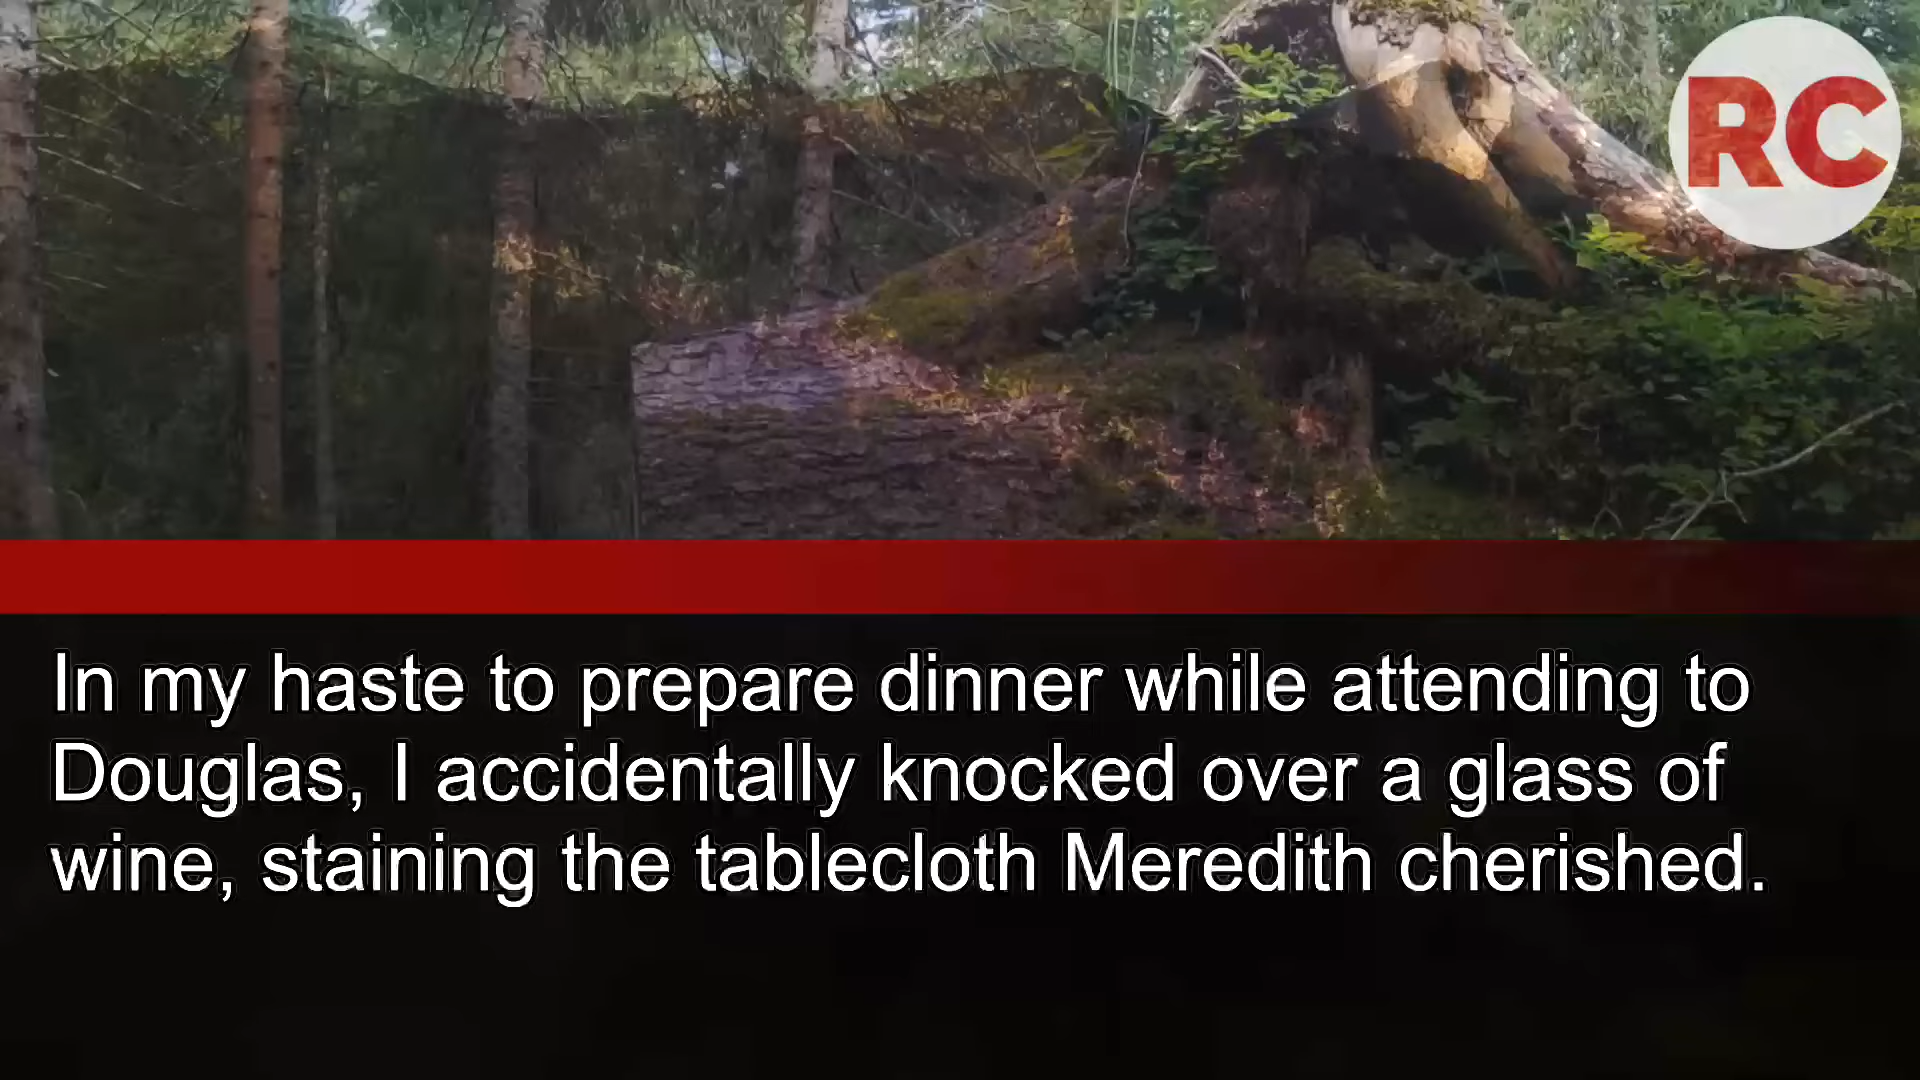 RC
In my haste to prepare dinner while attending to
Douglas, I accidentally knocked over a glass of
wine, staining the tablecloth Meredith cherished.